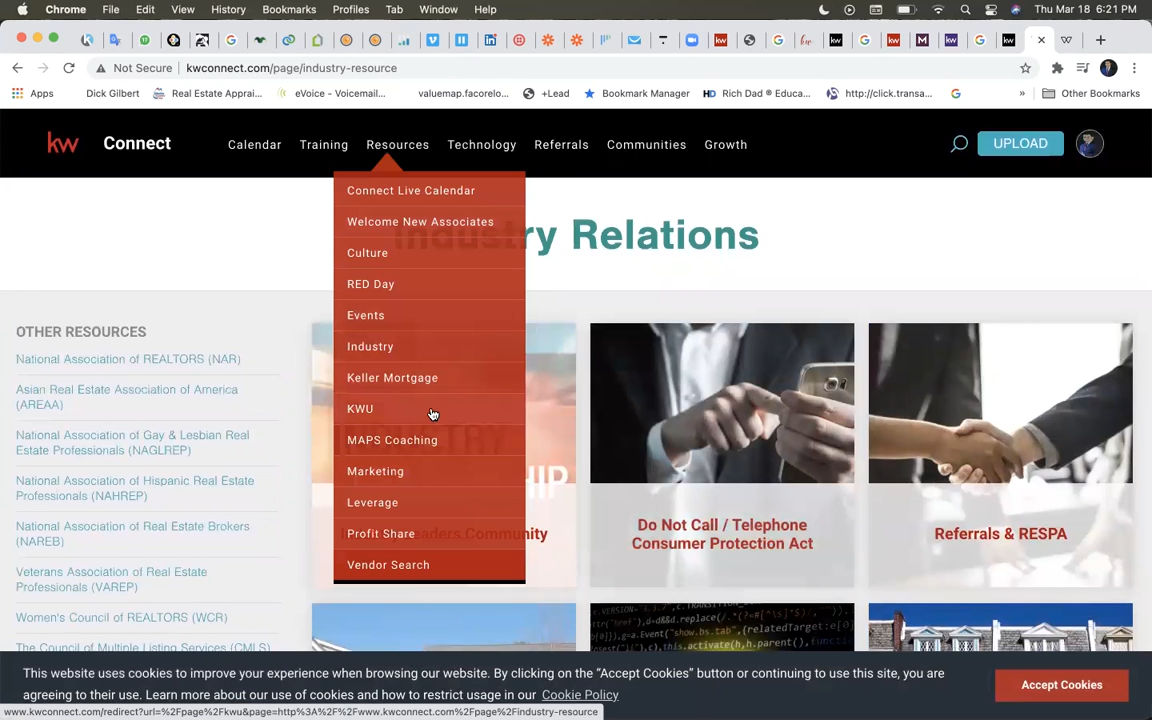 Chrome File Edit View History Bookmarks Profiles Tab Window Help Thu Mar 18 6:21 PM
Not Secure kwconnect.com/page/industry-resource
Apps Dick Gilbert Real Estate Apprai... eVoice - Voicemail... valuemap.facorelo... +Lead Bookmark Manager Rich Dad ® Educa... http://click.transa... » Other Bookmarks
kw Connect Calendar Training Resources Technology Referrals Communities Growth UPLOAD
Connect Live Calendar
Welcome New Associates
Culture
RED Day
Events
Industry
Keller Mortgage
KWU
MAPS Coaching
Marketing
Leverage
Profit Share
Vendor Search
Industry Relations
OTHER RESOURCES
National Association of REALTORS (NAR)
Asian Real Estate Association of America
(AREAA)
National Association of Gay & Lesbian Real
Estate Professionals (NAGLREP)
National Association of Hispanic Real Estate
Professionals (NAHREP)
National Association of Real Estate Brokers
(NAREB)
Veterans Association of Real Estate
Professionals (VAREP)
Women's Council of REALTORS (WCR)
The Council of Multiple Listing Services (CMLS)
Community
Do Not Call / Telephone
Consumer Protection Act
Referrals & RESPA
This website uses cookies to improve your experience when browsing our website. By clicking on the “Accept Cookies” button or continuing to use this site, you are
agreeing to their use. Learn more about our use of cookies and how to restrict usage in our Cookie Policy
Accept Cookies
www.kwconnect.com/redirect?url=%2Fpage%2Fkwu&page=http%3A%2F%2Fwww.kwconnect.com%2Fpage%2Findustry-resource